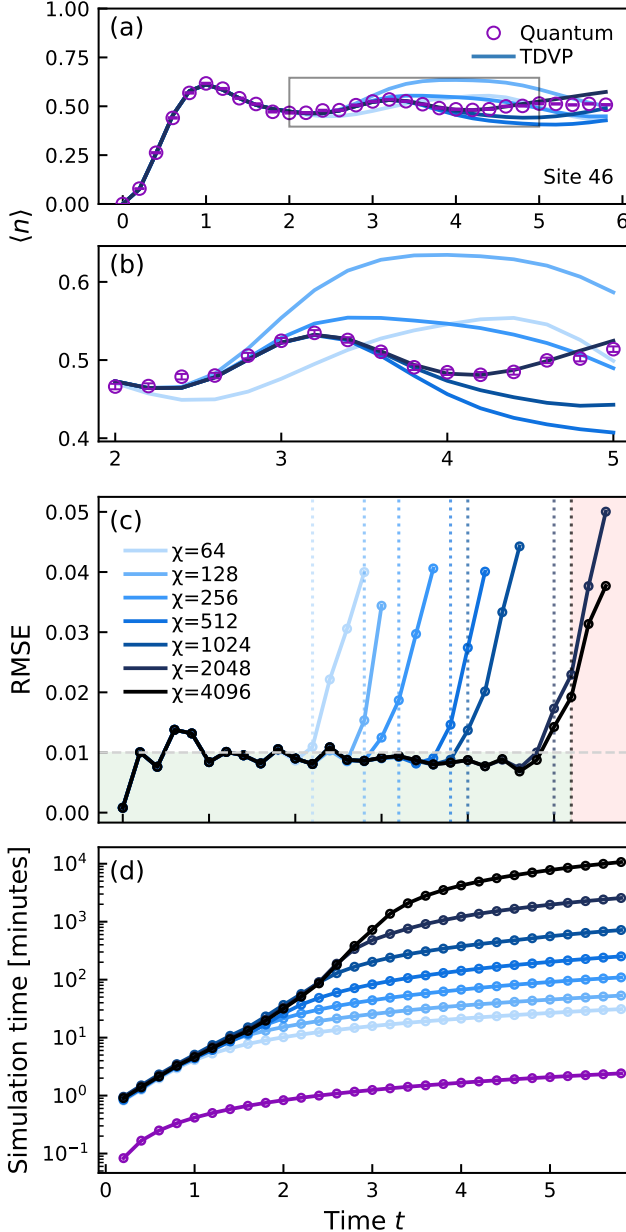 (a)
Quantum
TDVP
Site 46
1.00
0.75
0.50
0.25
0.00
0 1 2 3 4 5 6
⟨n⟩
(b)
0.6
0.5
0.4
2 3 4 5
(c)
χ=64
χ=128
χ=256
χ=512
χ=1024
χ=2048
χ=4096
RMSE
0.05
0.04
0.03
0.02
0.01
0.00
(d)
Simulation time [minutes]
10⁴
10³
10²
10¹
10⁰
10⁻¹
0 1 2 3 4 5
Time t